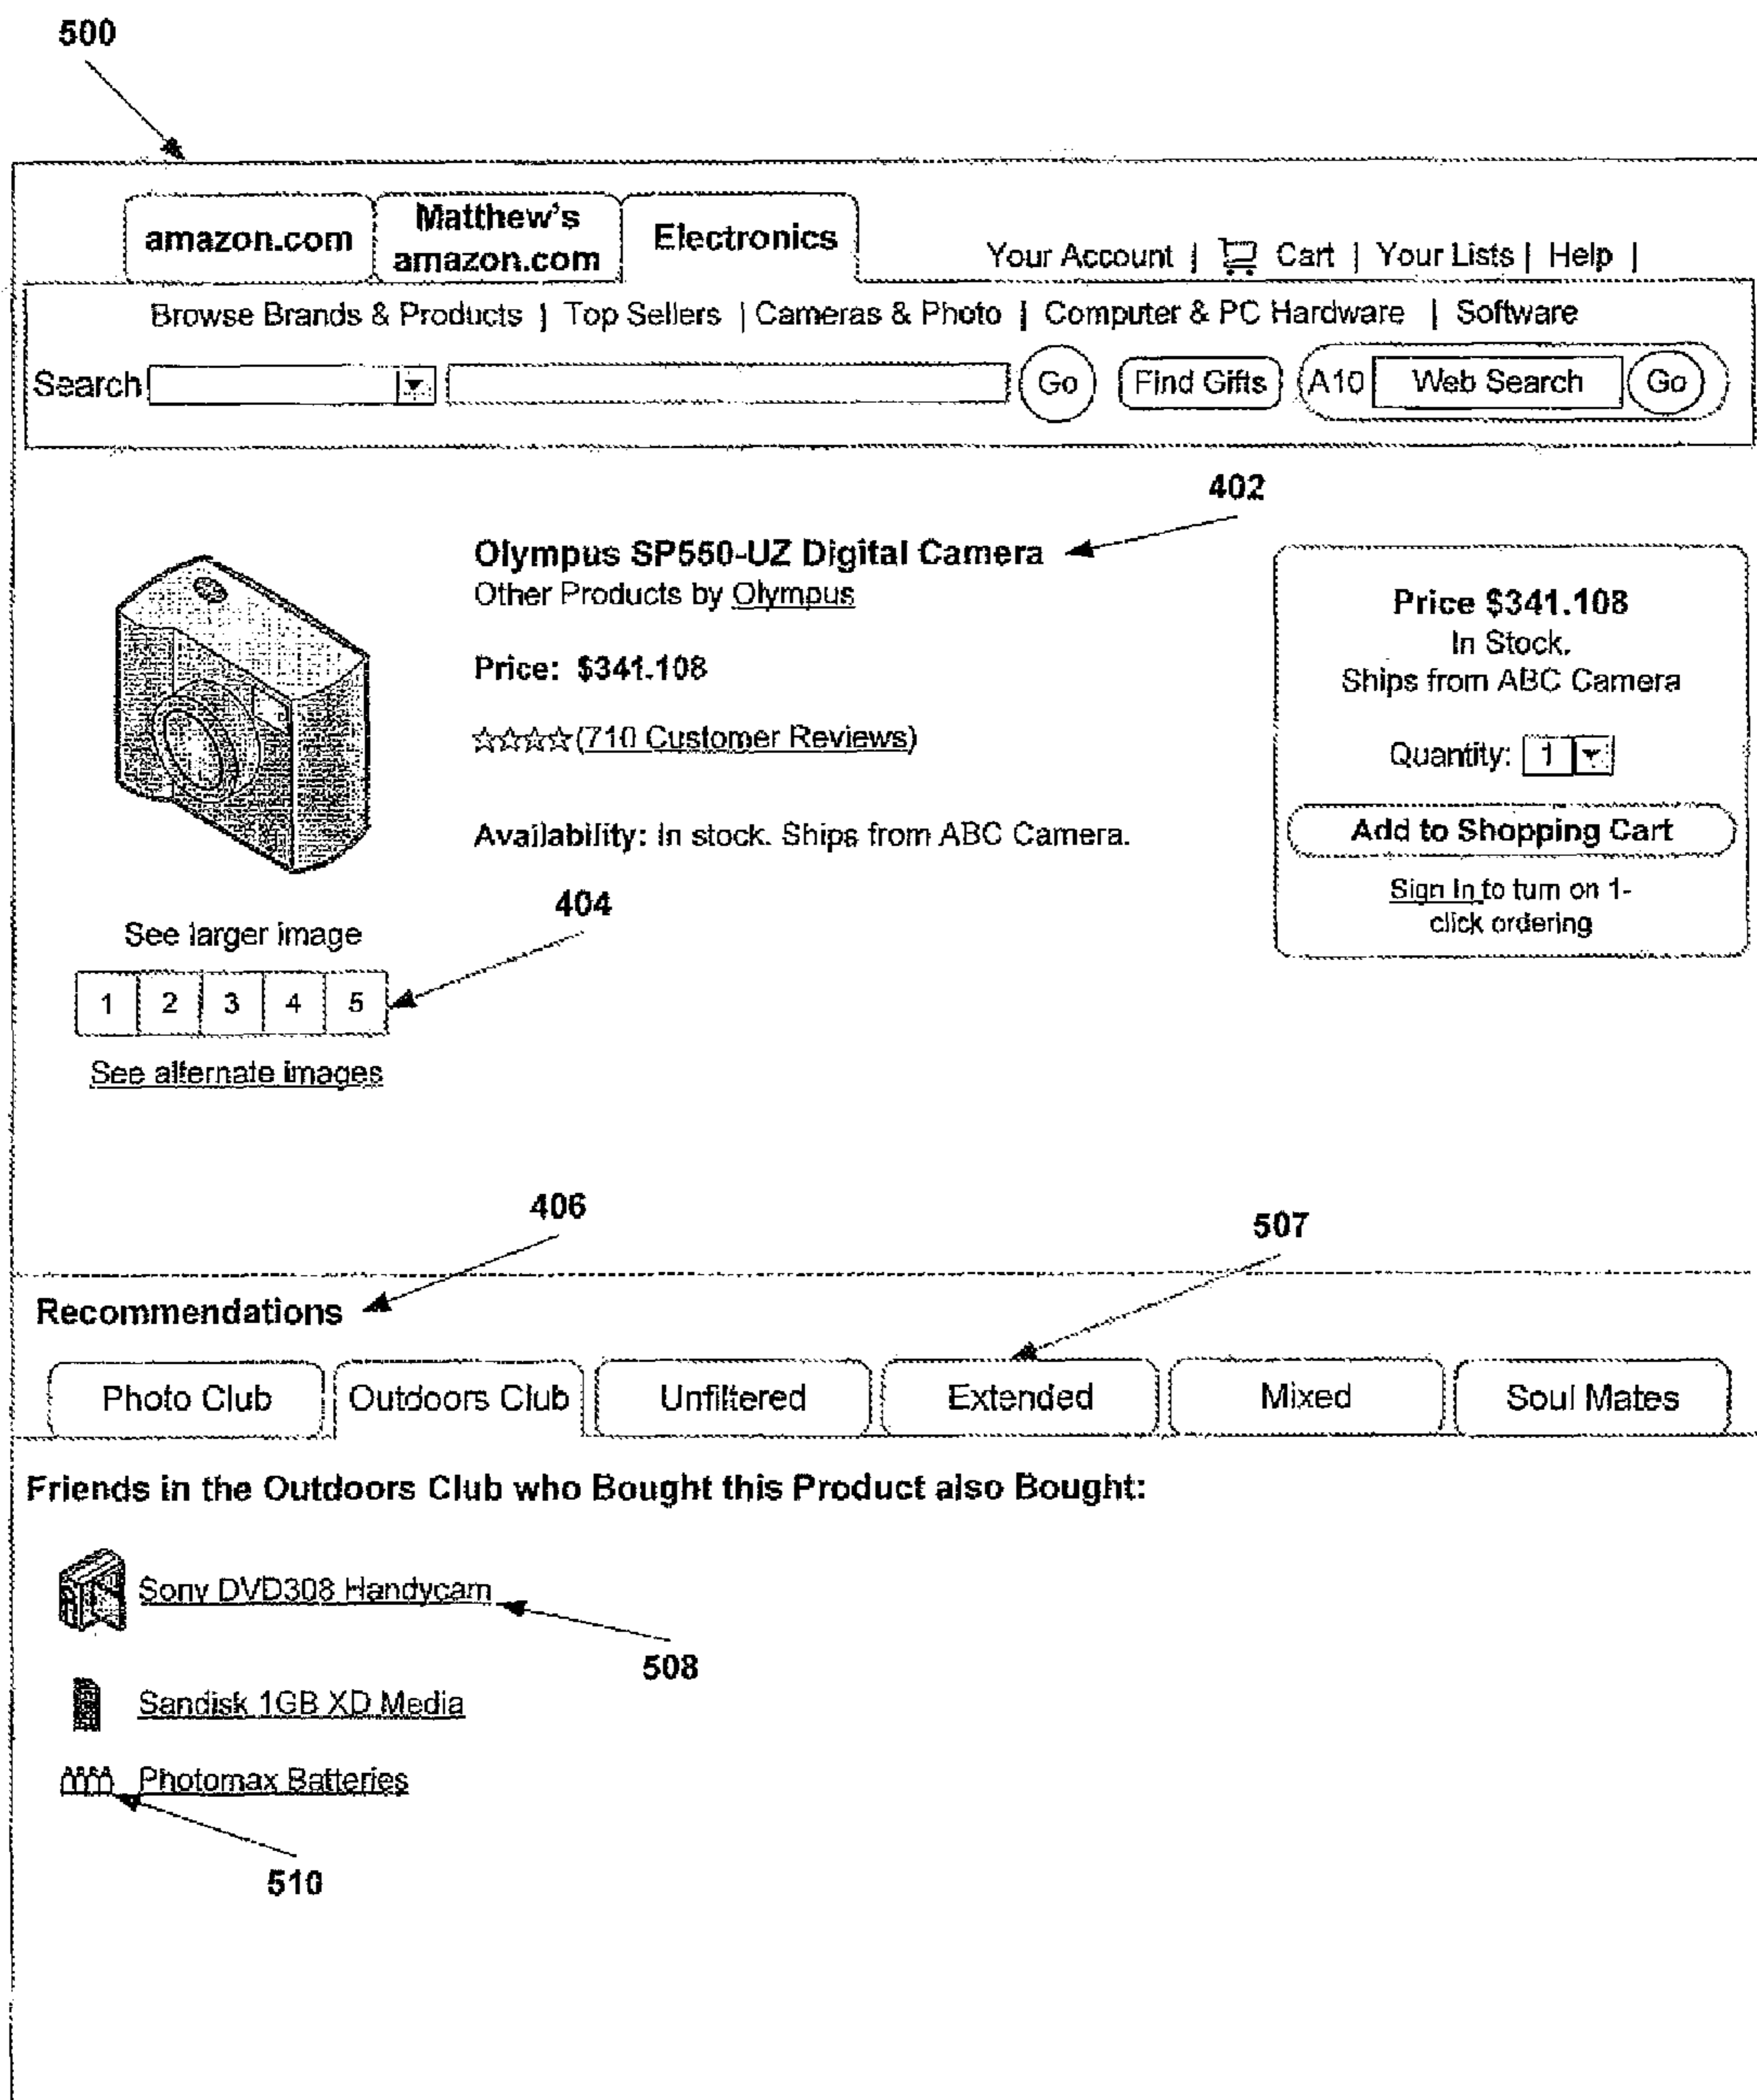 500
amazon.com Matthew's amazon.com Electronics
Your Account | Cart | Your Lists | Help |
Browse Brands & Products | Top Sellers | Cameras & Photo | Computer & PC Hardware | Software
Search Go Find Gifts A10 Web Search Go
402
Olympus SP550-UZ Digital Camera
Other Products by Olympus
Price: $341.108
☆☆☆☆(710 Customer Reviews)
Availability: In stock. Ships from ABC Camera.
Price $341.108
In Stock.
Ships from ABC Camera
Quantity: 1
Add to Shopping Cart
Sign In to turn on 1-
click ordering
404
See larger image
1 2 3 4 5
See alternate images
406
507
Recommendations
Photo Club Outdoors Club Unfiltered Extended Mixed Soul Mates
Friends in the Outdoors Club who Bought this Product also Bought:
Sony DVD308 Handycam
508
Sandisk 1GB XD Media
Photomax Batteries
510